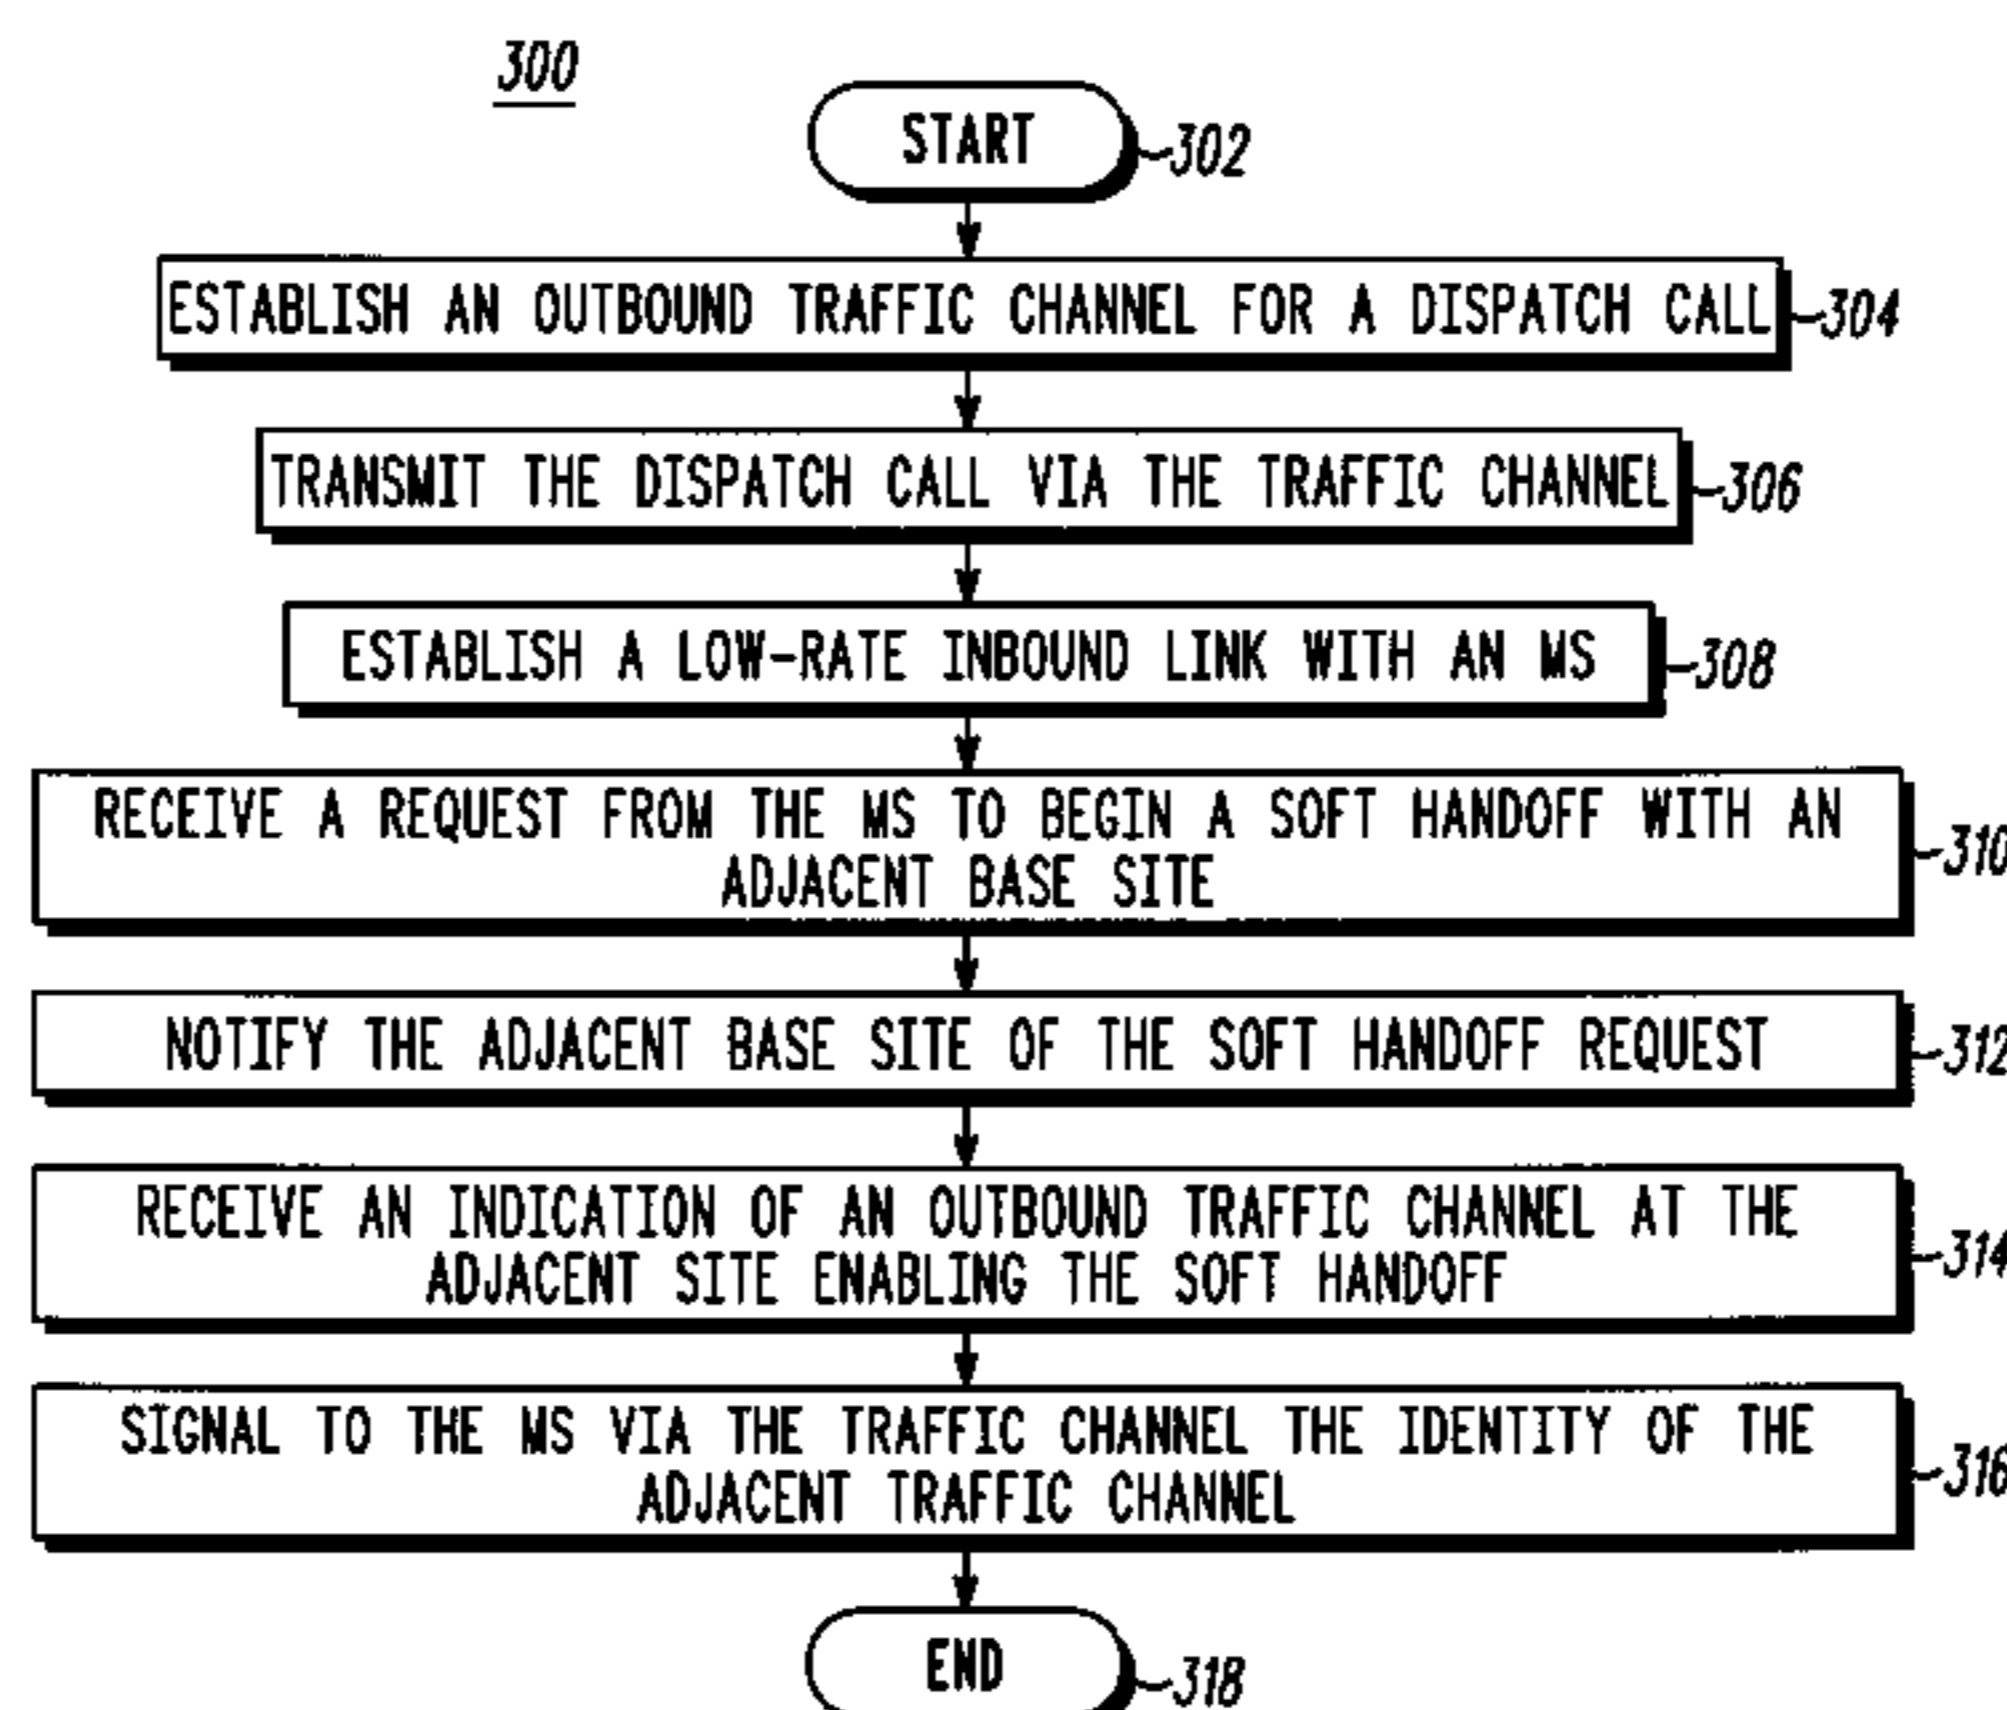 300
START
302
ESTABLISH AN OUTBOUND TRAFFIC CHANNEL FOR A DISPATCH CALL
304
TRANSMIT THE DISPATCH CALL VIA THE TRAFFIC CHANNEL
306
ESTABLISH A LOW-RATE INBOUND LINK WITH AN MS
308
RECEIVE A REQUEST FROM THE MS TO BEGIN A SOFT HANDOFF WITH AN
ADJACENT BASE SITE
310
NOTIFY THE ADJACENT BASE SITE OF THE SOFT HANDOFF REQUEST
312
RECEIVE AN INDICATION OF AN OUTBOUND TRAFFIC CHANNEL AT THE
ADJACENT SITE ENABLING THE SOFT HANDOFF
314
SIGNAL TO THE MS VIA THE TRAFFIC CHANNEL THE IDENTITY OF THE
ADJACENT TRAFFIC CHANNEL
316
END
318